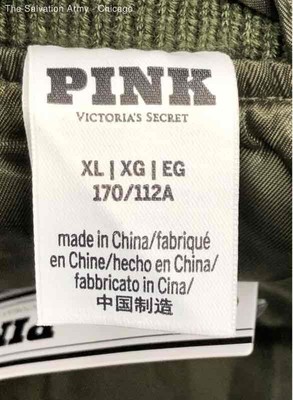 The Salvation Army - Chicago
PINK
VICTORIA'S SECRET
XL | XG | EG
170/112A
made in China/fabriqué
en Chine/hecho en China/
fabbricato in Cina/
中国制造